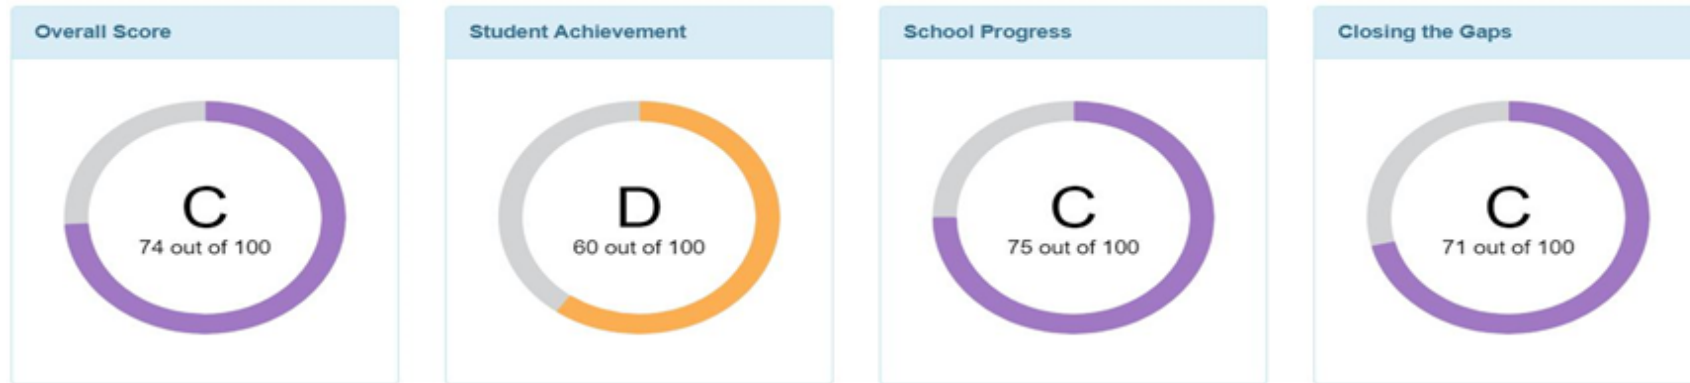 Overall Score
C
74 out of 100
Student Achievement
D
60 out of 100
School Progress
C
75 out of 100
Closing the Gaps
C
71 out of 100